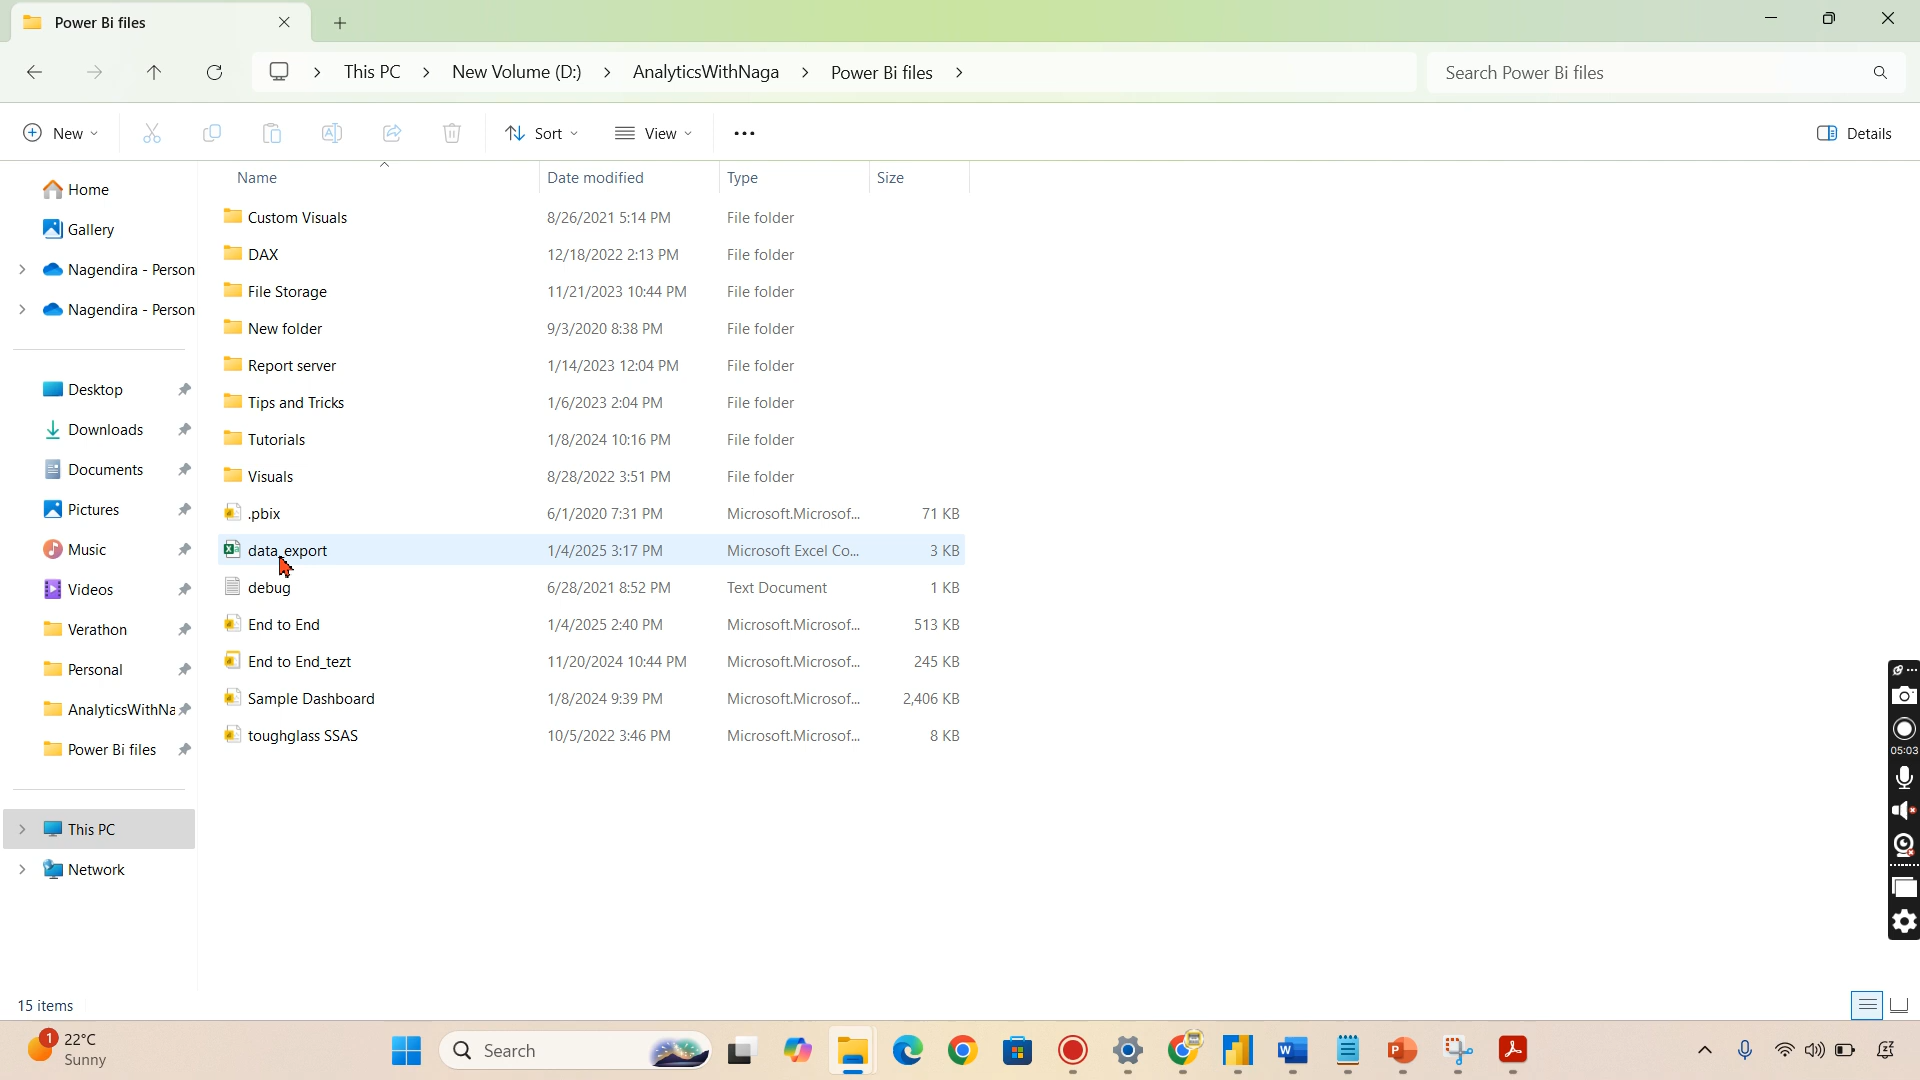 Power Bi files
This PC
New Volume (D:)
AnalyticsWithNaga
Power Bi files
Search Power Bi files
New
Sort
View
Details
Home
Gallery
Nagendira - Person
Nagendira - Person
Desktop
Downloads
Documents
Pictures
Music
Videos
Verathon
Personal
AnalyticsWithNa
Power Bi files
This PC
Network
Name Date modified Type Size
Custom Visuals 8/26/2021 5:14 PM File folder
DAX 12/18/2022 2:13 PM File folder
File Storage 11/21/2023 10:44 PM File folder
New folder 9/3/2020 8:38 PM File folder
Report server 1/14/2023 12:04 PM File folder
Tips and Tricks 1/6/2023 2:04 PM File folder
Tutorials 1/8/2024 10:16 PM File folder
Visuals 8/28/2022 3:51 PM File folder
.pbix 6/1/2020 7:31 PM Microsoft.Microsof... 71 KB
data_export 1/4/2025 3:17 PM Microsoft Excel Co... 3 KB
debug 6/28/2021 8:52 PM Text Document 1 KB
End to End 1/4/2025 2:40 PM Microsoft.Microsof... 513 KB
End to End_tezt 11/20/2024 10:44 PM Microsoft.Microsof... 245 KB
Sample Dashboard 1/8/2024 9:39 PM Microsoft.Microsof... 2,406 KB
toughglass SSAS 10/5/2022 3:46 PM Microsoft.Microsof... 8 KB
05:03
15 items
1
22°C
Sunny
Search